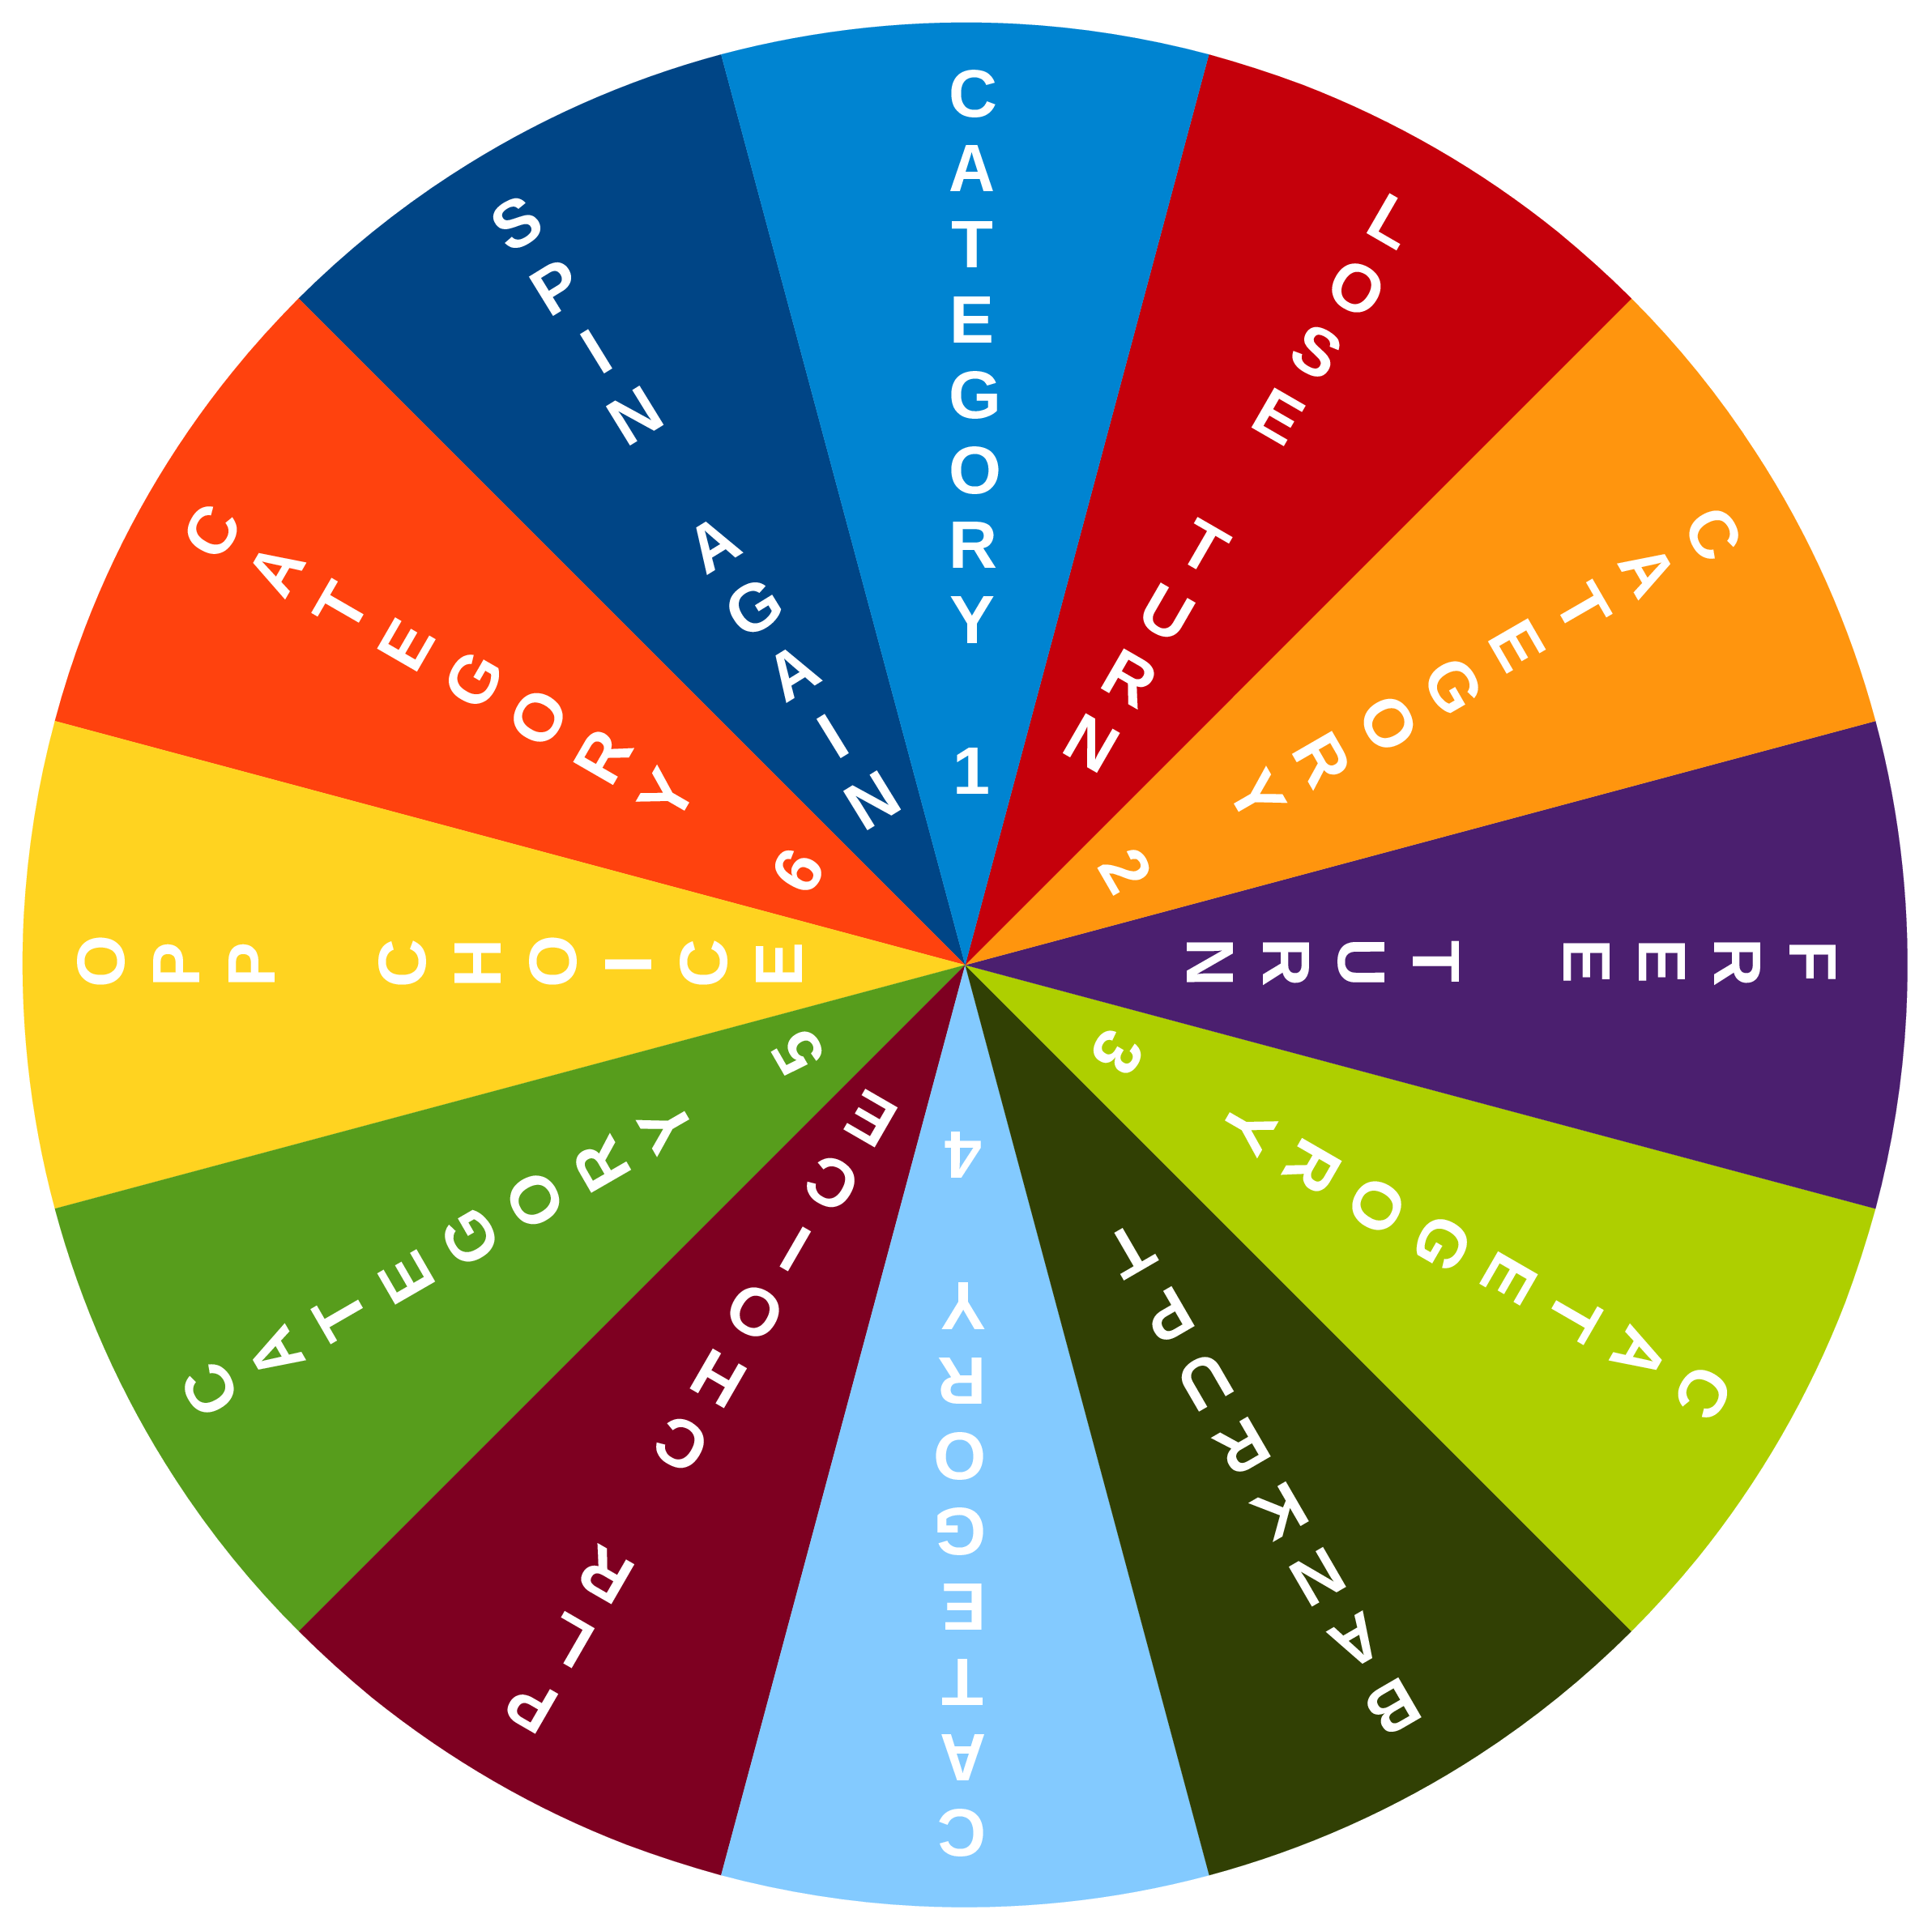 CATEGORY 1
LOSE TURN
CATEGORY 2
FREE TURN
CATEGORY 3
BANKRUPT
CATEGORY 4
PLR CHOICE
CATEGORY 5
OPP CHOICE
CATEGORY 6
SPIN AGAIN